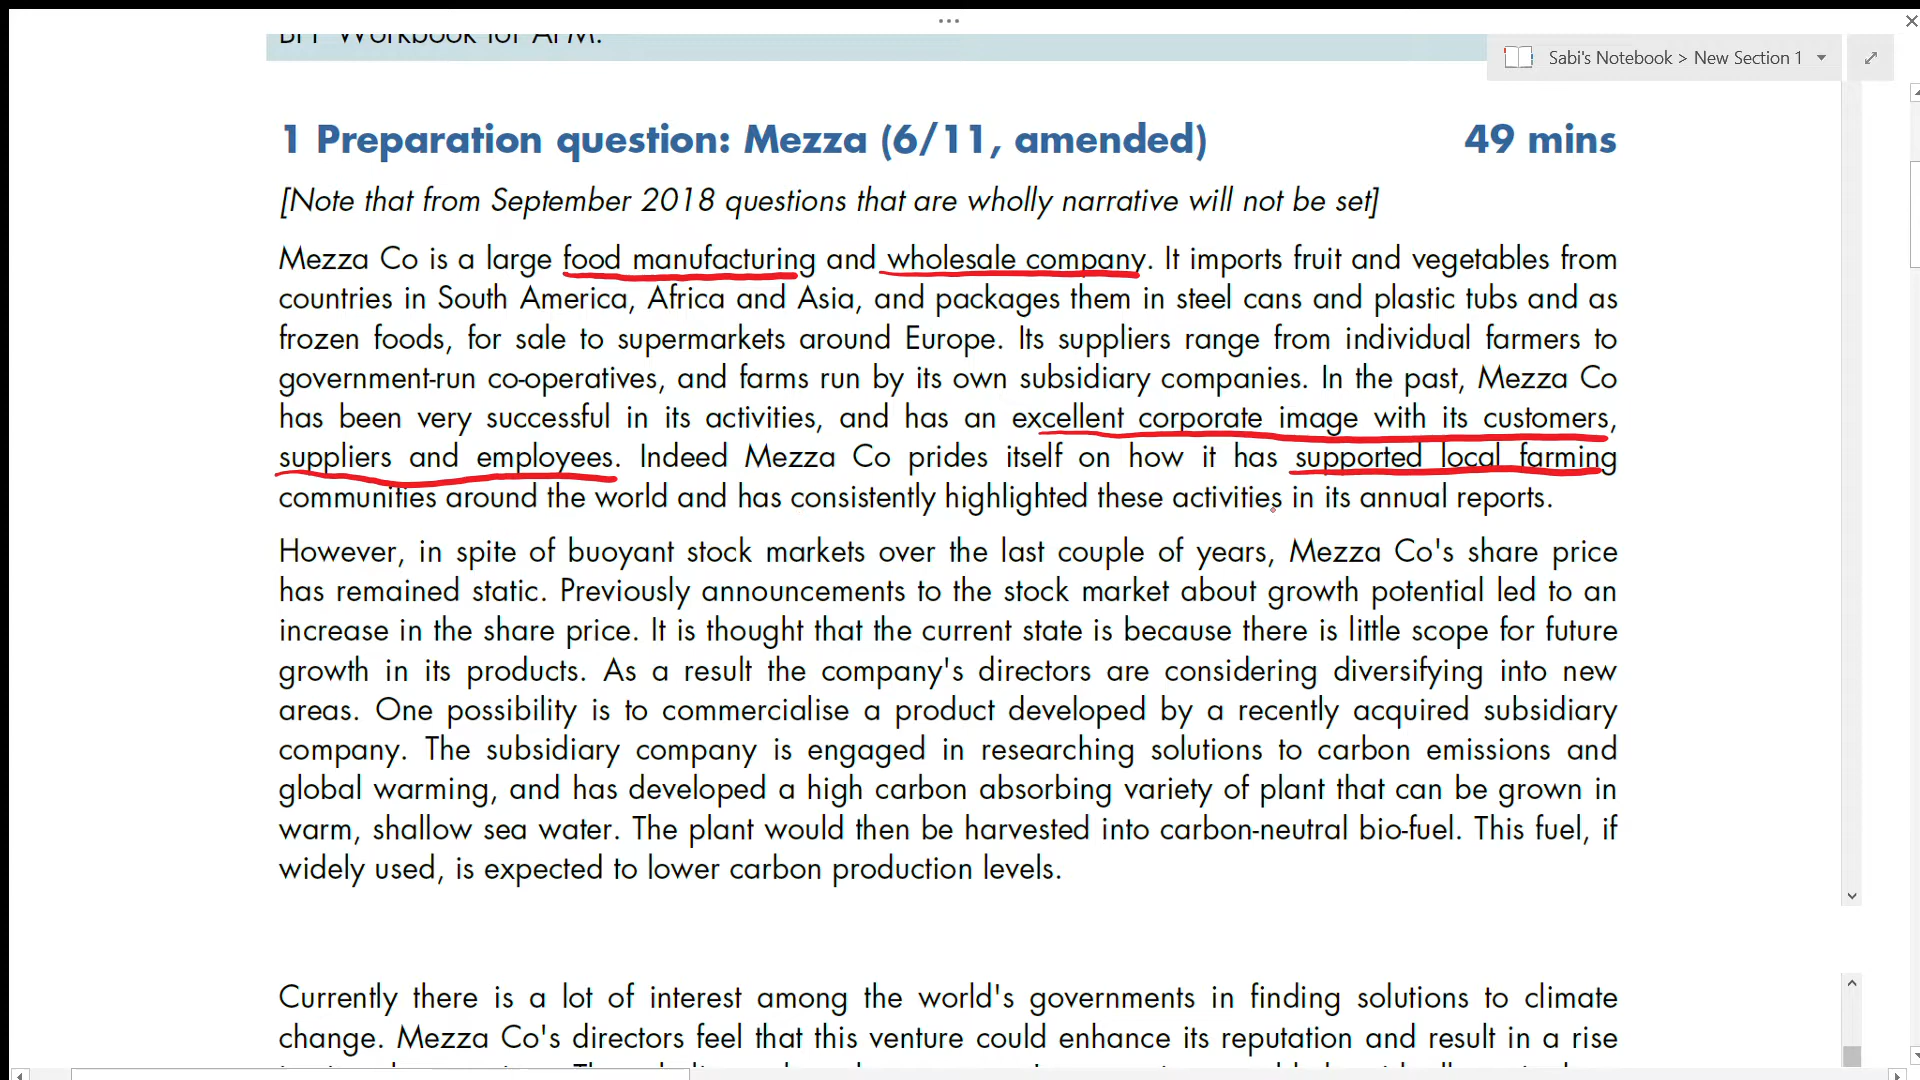 BPP Workbook for AFM.
Sabi's Notebook > New Section 1
1 Preparation question: Mezza (6/11, amended) 49 mins
[Note that from September 2018 questions that are wholly narrative will not be set]
Mezza Co is a large food manufacturing and wholesale company. It imports fruit and vegetables from
countries in South America, Africa and Asia, and packages them in steel cans and plastic tubs and as
frozen foods, for sale to supermarkets around Europe. Its suppliers range from individual farmers to
government-run co-operatives, and farms run by its own subsidiary companies. In the past, Mezza Co
has been very successful in its activities, and has an excellent corporate image with its customers,
suppliers and employees. Indeed Mezza Co prides itself on how it has supported local farming
communities around the world and has consistently highlighted these activities in its annual reports.
However, in spite of buoyant stock markets over the last couple of years, Mezza Co's share price
has remained static. Previously announcements to the stock market about growth potential led to an
increase in the share price. It is thought that the current state is because there is little scope for future
growth in its products. As a result the company's directors are considering diversifying into new
areas. One possibility is to commercialise a product developed by a recently acquired subsidiary
company. The subsidiary company is engaged in researching solutions to carbon emissions and
global warming, and has developed a high carbon absorbing variety of plant that can be grown in
warm, shallow sea water. The plant would then be harvested into carbon-neutral bio-fuel. This fuel, if
widely used, is expected to lower carbon production levels.
Currently there is a lot of interest among the world's governments in finding solutions to climate
change. Mezza Co's directors feel that this venture could enhance its reputation and result in a rise